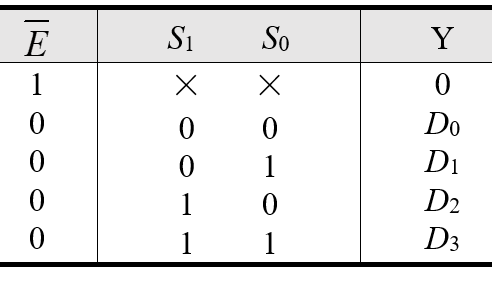 E̅ S₁ S₀ Y
1 × × 0
0 0 0 D₀
0 0 1 D₁
0 1 0 D₂
0 1 1 D₃